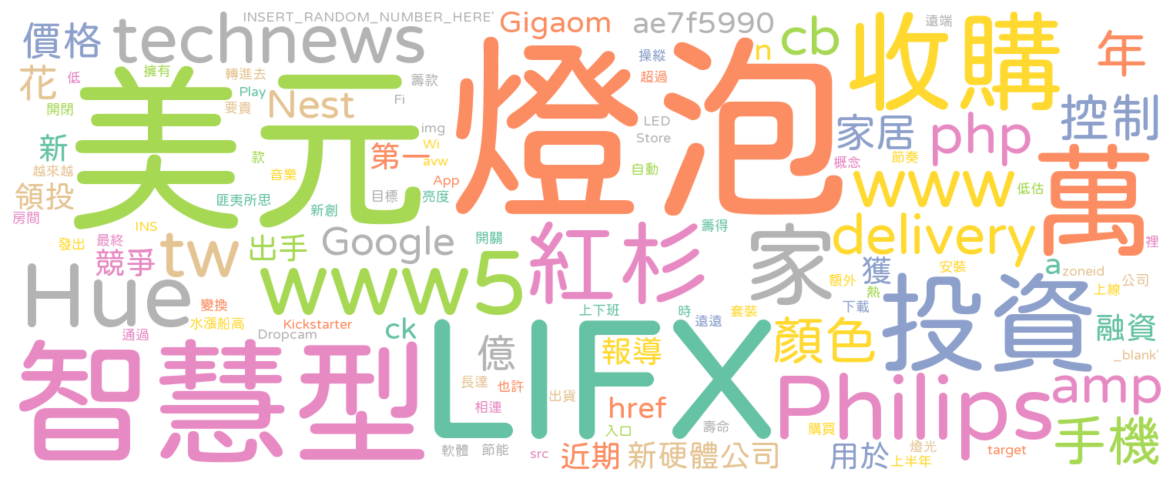 INSERT_RANDOM_NUMBER_HERE'
Gigaom
ae7f5990
遠端
價格
technews
操縱
n
cb
年
花
低
擁有
轉進去
籌款
超過
收購
開閉
美元
Play
要貴
Nest
Fi
燈泡
LED
Store
家居
php
控制
新
款
第一
img
Wi
avw
App
自動
概念
節奏
萬
越來越
音樂
領投
匪夷所思
新創
目標
亮度
www
低估
房間
INS
發出
最終
競爭
tw
出手
Google
開關
紅杉
籌得
家
delivery
裡
獲
a
zoneid
安裝
額外
熱
公司
上線
Hue
www5
變換
水漲船高
通過
Kickstarter
Dropcam
ck
上下班
時
遠遠
套裝
下載
投資
融資
智慧型
億
LIFX
報導
顏色
_blank'
長達
也許
相連
出貨
href
入口
Philips
amp
壽命
購買
手機
軟體
節能
src
近期
新硬體公司
用於
燈光
上半年
target